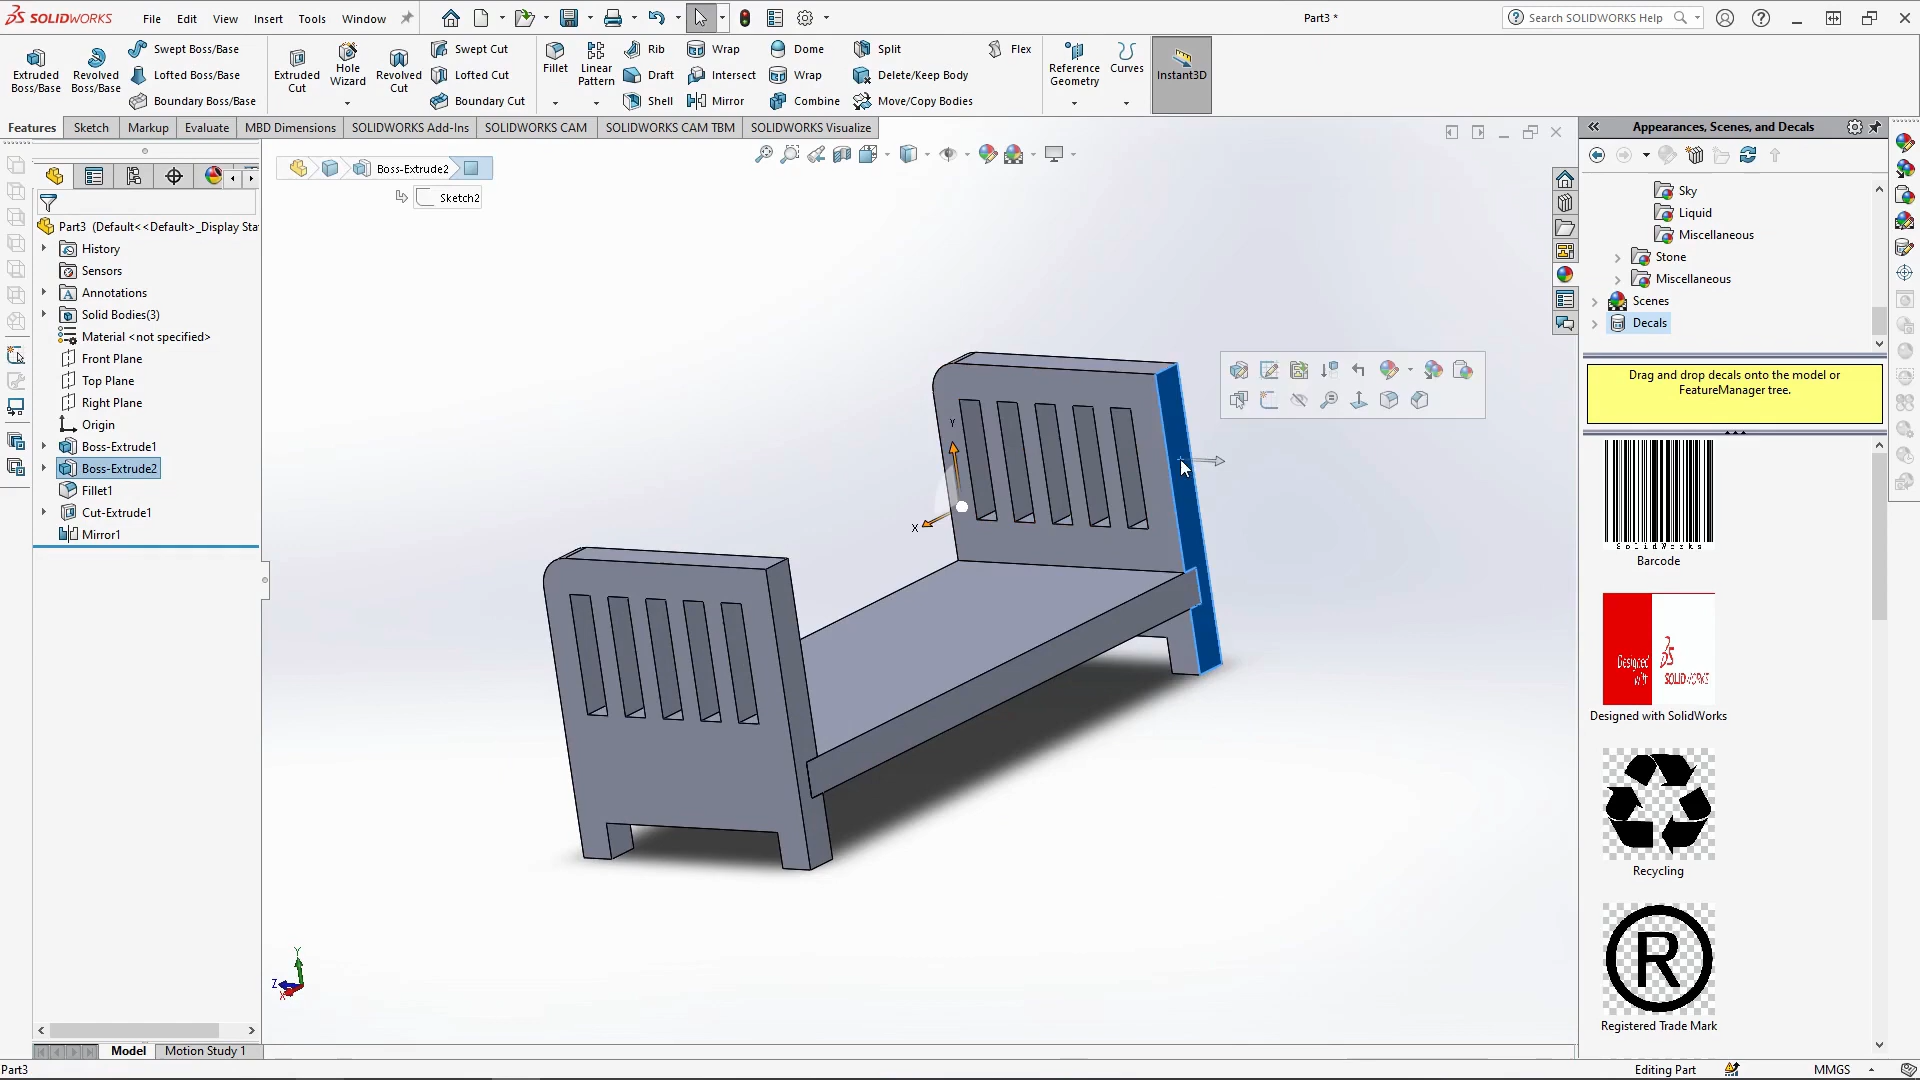 SOLIDWORKS
File
Edit
View
Insert
Tools
Window
Part3 *
Search SOLIDWORKS Help
Extruded Boss/Base
Revolved Boss/Base
Swept Boss/Base
Lofted Boss/Base
Boundary Boss/Base
Extruded Cut
Hole Wizard
Revolved Cut
Swept Cut
Lofted Cut
Boundary Cut
Fillet
Linear Pattern
Rib
Draft
Shell
Wrap
Intersect
Mirror
Dome
Wrap
Combine
Split
Delete/Keep Body
Move/Copy Bodies
Flex
Reference Geometry
Curves
Instant3D
Features
Sketch
Markup
Evaluate
MBD Dimensions
SOLIDWORKS Add-Ins
SOLIDWORKS CAM
SOLIDWORKS CAM TBM
SOLIDWORKS Visualize
Part3 (Default<<Default>_Display Sta
History
Sensors
Annotations
Solid Bodies(3)
Material <not specified>
Front Plane
Top Plane
Right Plane
Origin
Boss-Extrude1
Boss-Extrude2
Fillet1
Cut-Extrude1
Mirror1
Boss-Extrude2
Sketch2
Y
X
Y
Z
X
Appearances, Scenes, and Decals
Sky
Liquid
Miscellaneous
Stone
Miscellaneous
Scenes
Decals
Drag and drop decals onto the model or
FeatureManager tree.
SolidWorks
Barcode
Designed
with
SOLIDWORKS
Designed with SolidWorks
Recycling
R
Registered Trade Mark
Model
Motion Study 1
Part3
Editing Part
MMGS